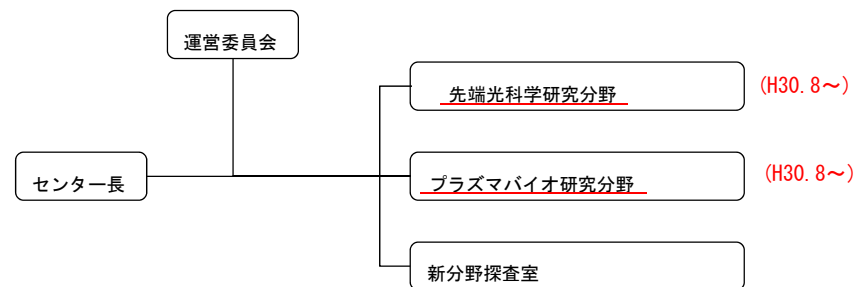 運営委員会
先端光科学研究分野
(H30.8～)
センター長
プラズマバイオ研究分野
(H30.8～)
新分野探査室